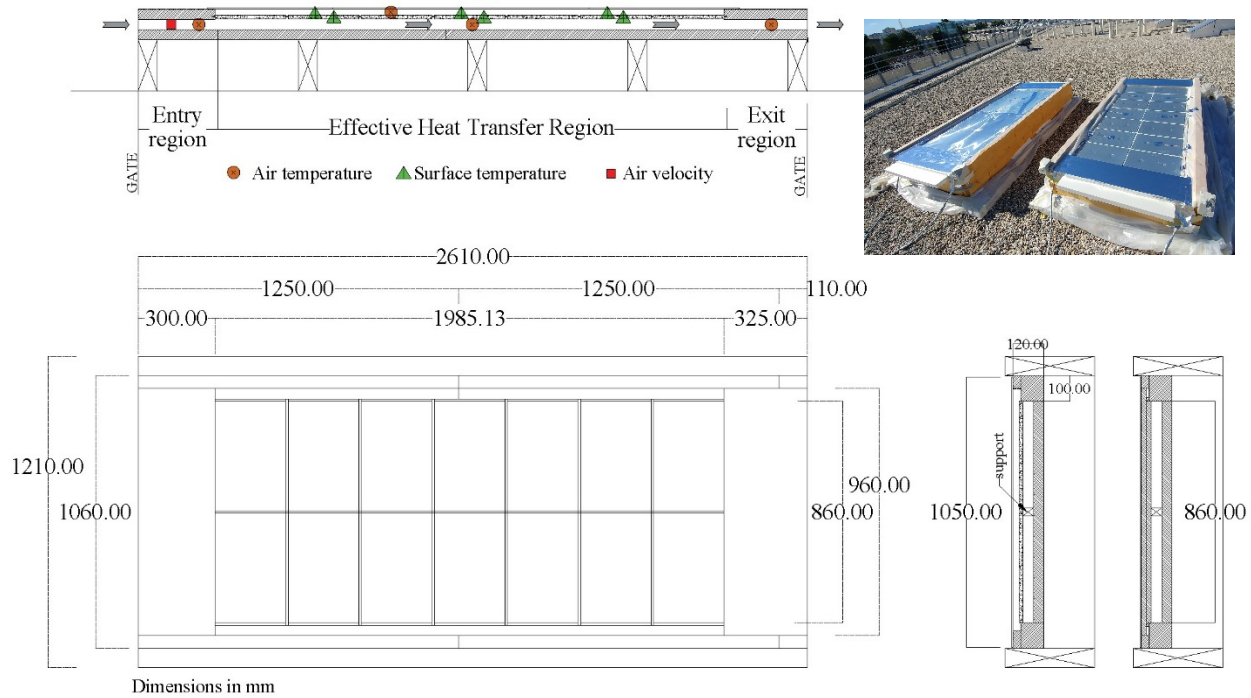 Entry
region
Effective Heat Transfer Region
Exit
region
GATE
GATE
Air temperature
Surface temperature
Air velocity
2610.00
1250.00
1250.00
110.00
300.00
1985.13
325.00
1210.00
1060.00
860.00
960.00
120.00
100.00
support
1050.00
860.00
Dimensions in mm